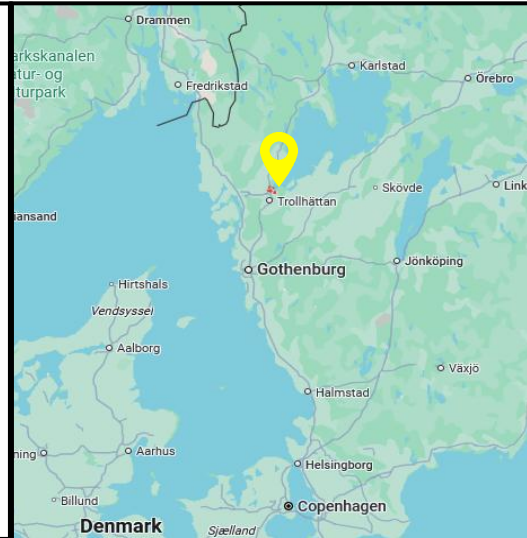 Drammen
arkskanalen
atur- og
turpark
Karlstad
Örebro
Fredrikstad
Link
Skövde
Trollhättan
iansand
Gothenburg
Jönköping
Hirtshals
Vendsyssel
Aalborg
Växjö
Halmstad
Aarhus
ning
Helsingborg
Billund
Copenhagen
Denmark
Sjælland